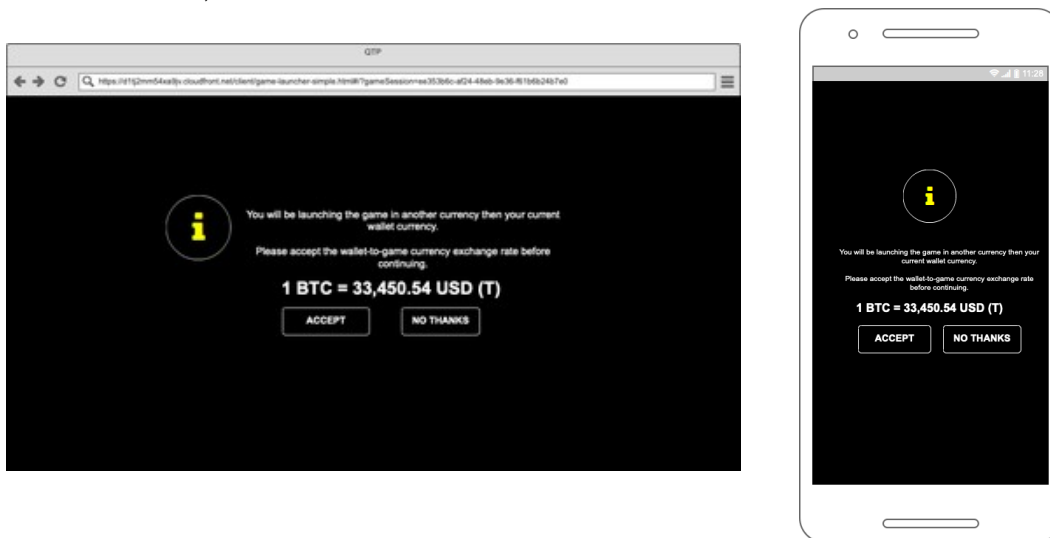 QTIP
You will be launching the game in another currency then your current
wallet currency.
Please accept the wallet-to-game currency exchange rate before
continuing.
1 BTC = 33,450.54 USD (T)
ACCEPT NO THANKS
11:28
i
You will be launching the game in another currency then your
current wallet currency.
Please accept the wallet-to-game currency exchange rate
before continuing.
1 BTC = 33,450.54 USD (T)
ACCEPT NO THANKS